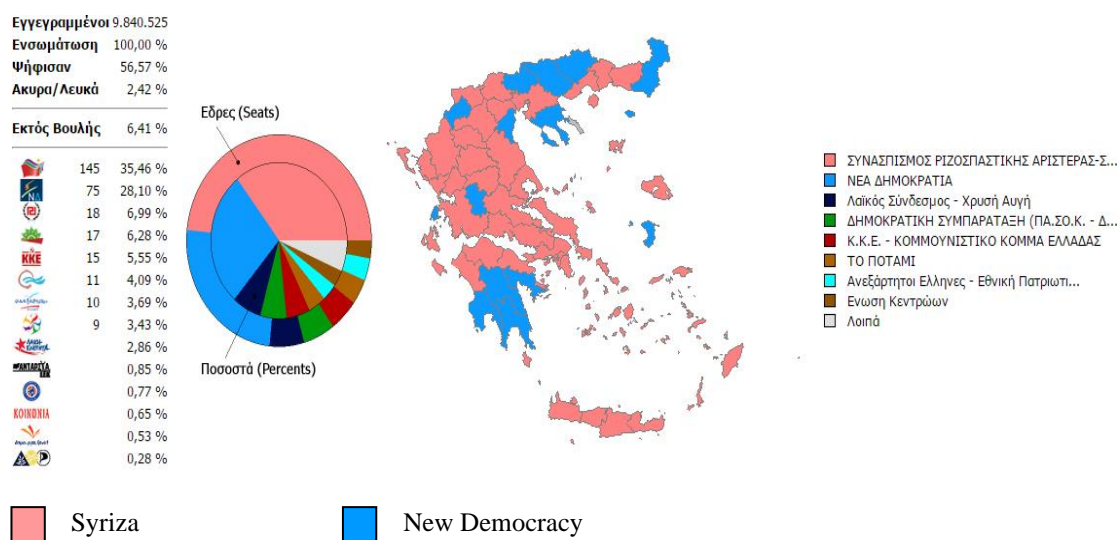 Εγγεγραμμένοι 9.840.525
Ενσωμάτωση 100,00 %
Ψήφισαν 56,57 %
Ακυρα/Λευκά 2,42 %
Εκτός Βουλής 6,41 %
145 35,46 %
75 28,10 %
18 6,99 %
17 6,28 %
ΚΚΕ 15 5,55 %
11 4,09 %
10 3,69 %
9 3,43 %
2,86 %
0,85 %
0,77 %
ΚΟΙΝΩΝΙΑ 0,65 %
0,53 %
0,28 %
Εδρες (Seats)
Ποσοστά (Percents)
ΣΥΝΑΣΠΙΣΜΟΣ ΡΙΖΟΣΠΑΣΤΙΚΗΣ ΑΡΙΣΤΕΡΑΣ-Σ...
ΝΕΑ ΔΗΜΟΚΡΑΤΙΑ
Λαϊκός Σύνδεσμος - Χρυσή Αυγή
ΔΗΜΟΚΡΑΤΙΚΗ ΣΥΜΠΑΡΑΤΑΞΗ (ΠΑ.ΣΟ.Κ. - Δ...
Κ.Κ.Ε. - ΚΟΜΜΟΥΝΙΣΤΙΚΟ ΚΟΜΜΑ ΕΛΛΑΔΑΣ
ΤΟ ΠΟΤΑΜΙ
Ανεξάρτητοι Ελληνες - Εθνική Πατριωτι...
Ενωση Κεντρώων
Λοιπά
Syriza
New Democracy